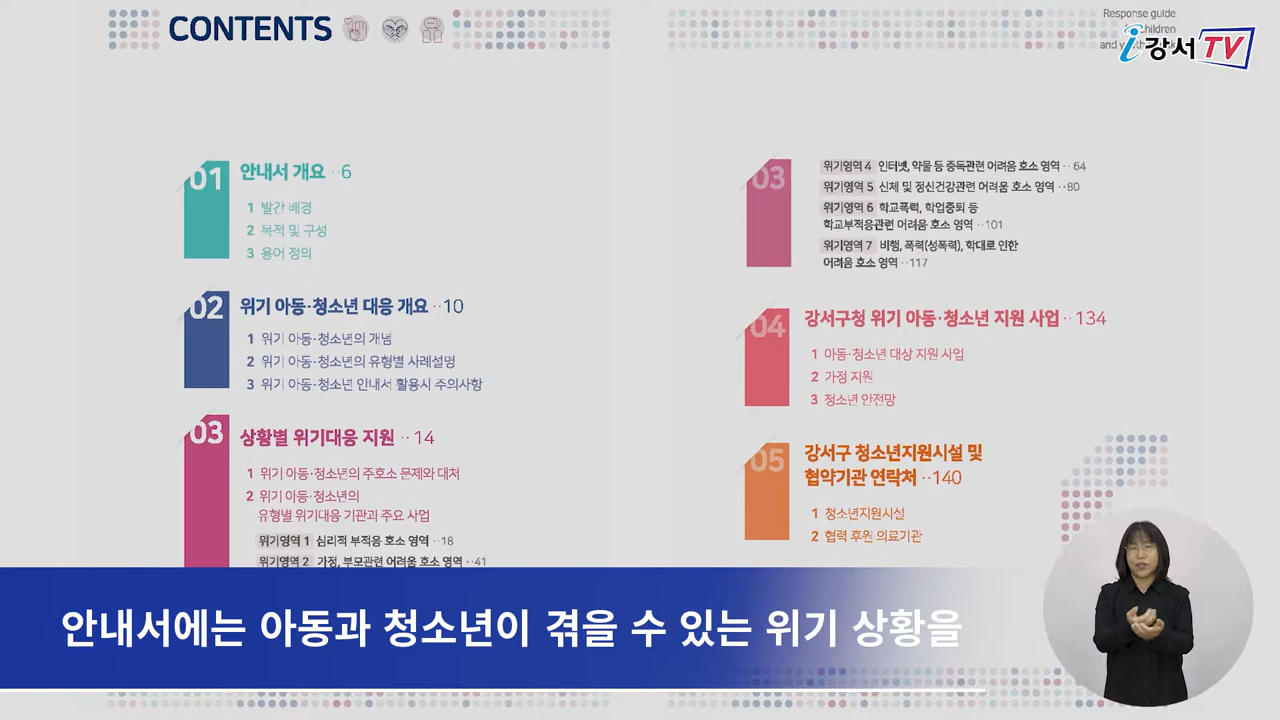 CONTENTS
Response guide
children
and y
i강서TV
01 안내서 개요 ·· 6
1 발간 배경
2 목적 및 구성
3 용어 정의
02 위기 아동·청소년 대응 개요 ·· 10
1 위기 아동·청소년의 개념
2 위기 아동·청소년의 유형별 사례설명
3 위기 아동·청소년 안내서 활용시 주의사항
03 상황별 위기대응 지원 ·· 14
1 위기 아동·청소년의 주호소 문제와 대처
2 위기 아동·청소년의
유형별 위기대응 기관과 주요 사업
위기영역 1 심리적 부적응 호소 영역 ··18
위기영역 2 가정, 부모관련 어려움 호소 영역 ··41
03
위기영역 4 인터넷, 약물 등 중독관련 어려움 호소 영역 ·· 64
위기영역 5 신체 및 정신건강관련 어려움 호소 영역 ··80
위기영역 6 학교폭력, 학업중퇴 등
학교부적응관련 어려움 호소 영역 ··101
위기영역 7 비행, 폭력(성폭력), 학대로 인한
어려움 호소 영역 ··117
04 강서구청 위기 아동·청소년 지원 사업 ·· 134
1 아동·청소년 대상 지원 사업
2 가정 지원
3 청소년 안전망
05 강서구 청소년지원시설 및
협약기관 연락처 ··140
1 청소년지원시설
2 협력 후원 의료기관
안내서에는 아동과 청소년이 겪을 수 있는 위기 상황을